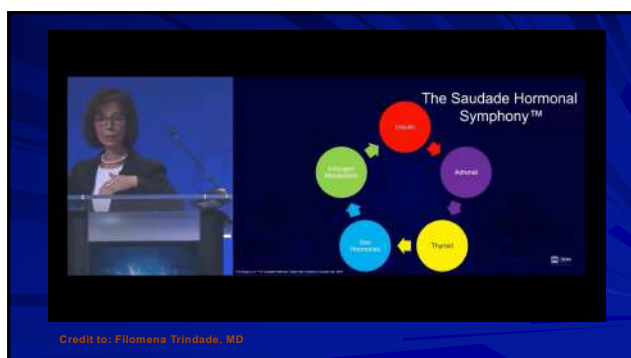 The Saudade Hormonal
Symphony™
Insulin
Adrenal
Thyroid
Sex
Hormones
Estrogen
Metabolism
Credit to: Filomena Trindade, MD